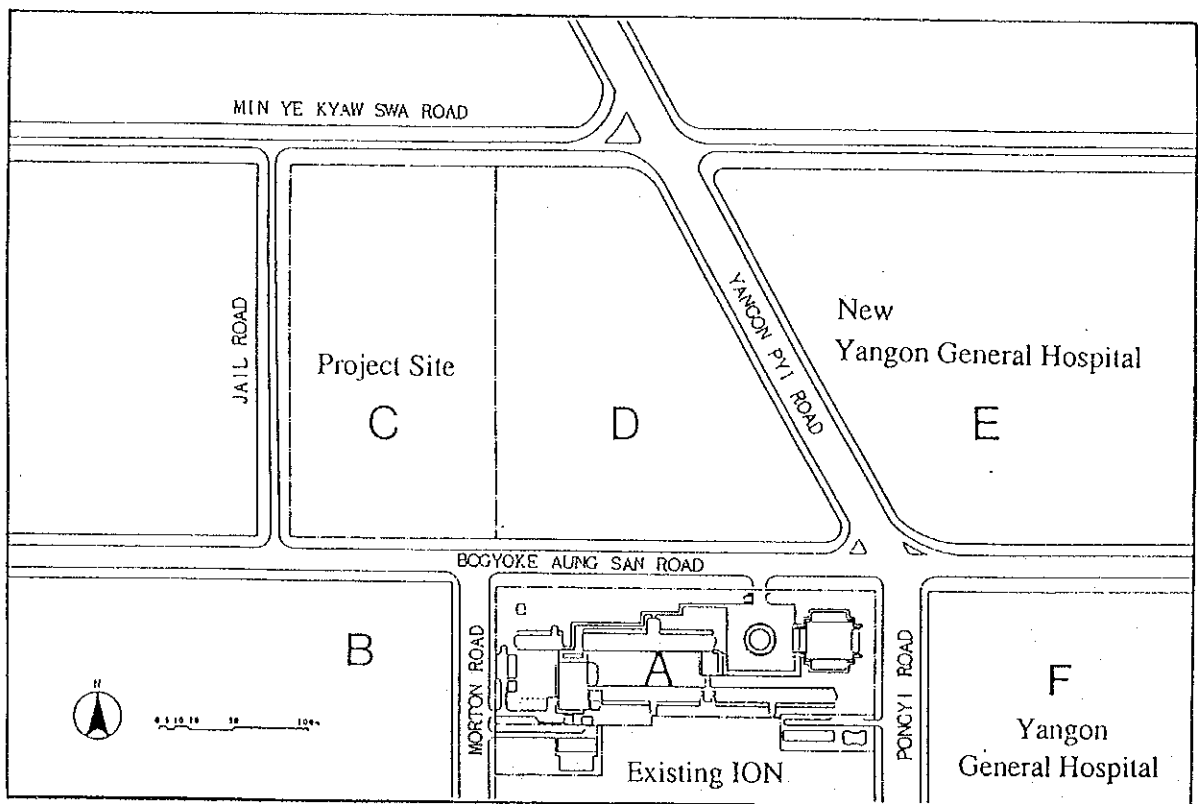 MIN YE KYAW SWA ROAD
JAIL ROAD
Project Site
C
D
YANGON PYI ROAD
New
Yangon General Hospital
E
BOGYOKE AUNG SAN ROAD
B
MORTON ROAD
A
PONGYI ROAD
F
Yangon
General Hospital
Existing ION
N